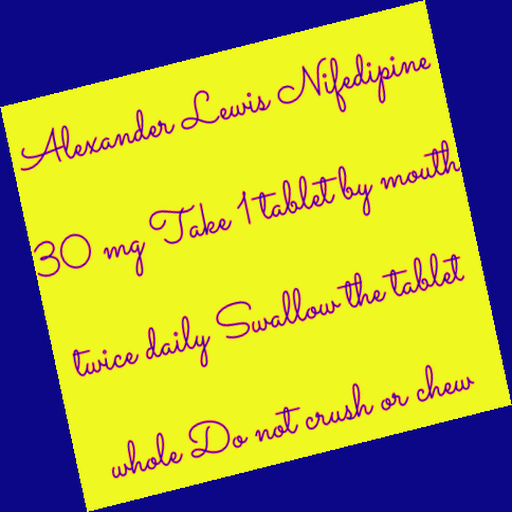 Alexander Lewis Nifedipine
30 mg Take 1 tablet by mouth
twice daily Swallow the tablet
whole Do not crush or chew